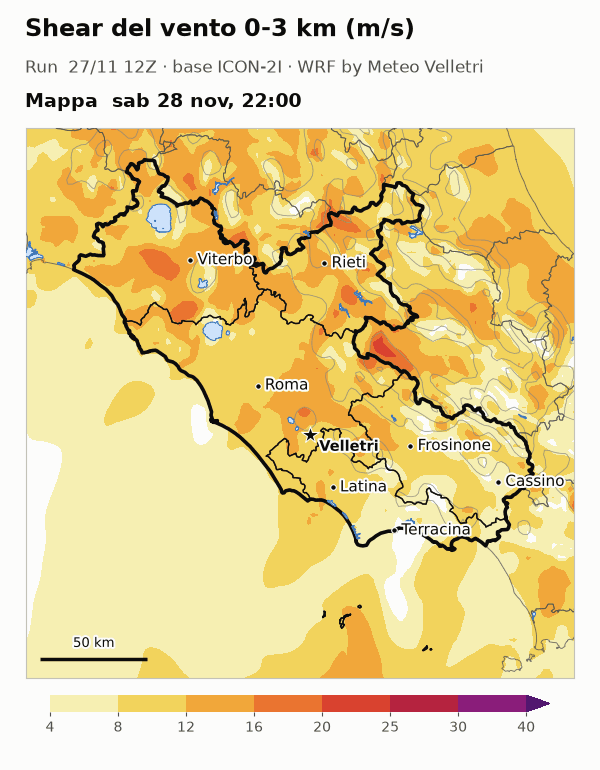 Shear del vento 0-3 km (m/s)
Run  27/11 12Z · base ICON-2I · WRF by Meteo Velletri
Mappa  sab 28 nov, 22:00
Viterbo
Rieti
Roma
Velletri
Frosinone
Latina
Cassino
Terracina
50 km
4 8 12 16 20 25 30 40